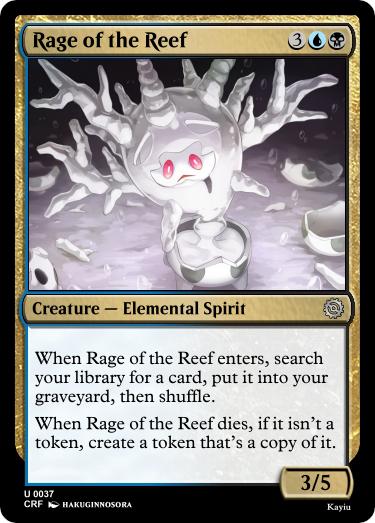 Rage of the Reef 3
Creature — Elemental Spirit
When Rage of the Reef enters, search
your library for a card, put it into your
graveyard, then shuffle.
When Rage of the Reef dies, if it isn't a
token, create a token that's a copy of it.
3/5
U 0037
CRF HAKUGINNOSORA
Kayiu